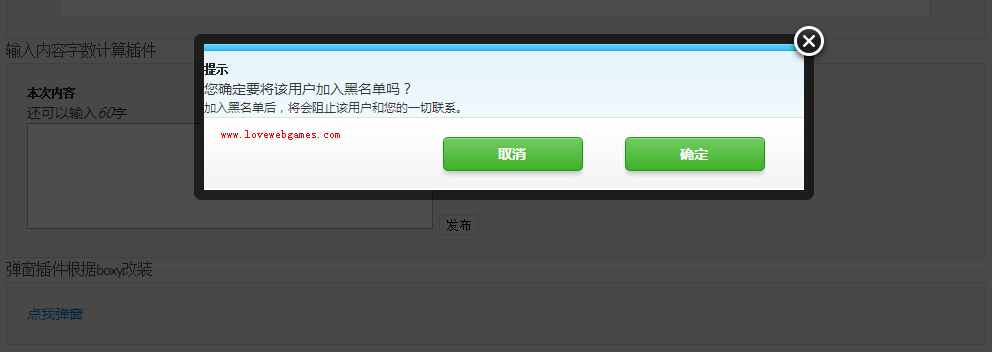 输入内容字数计算插件
本次内容
还可以输入60字
发布
提示
您确定要将该用户加入黑名单吗？
加入黑名单后，将会阻止该用户和您的一切联系。
www.lovewebgames.com
取消
确定
弹窗插件根据boxy改装
点我弹窗